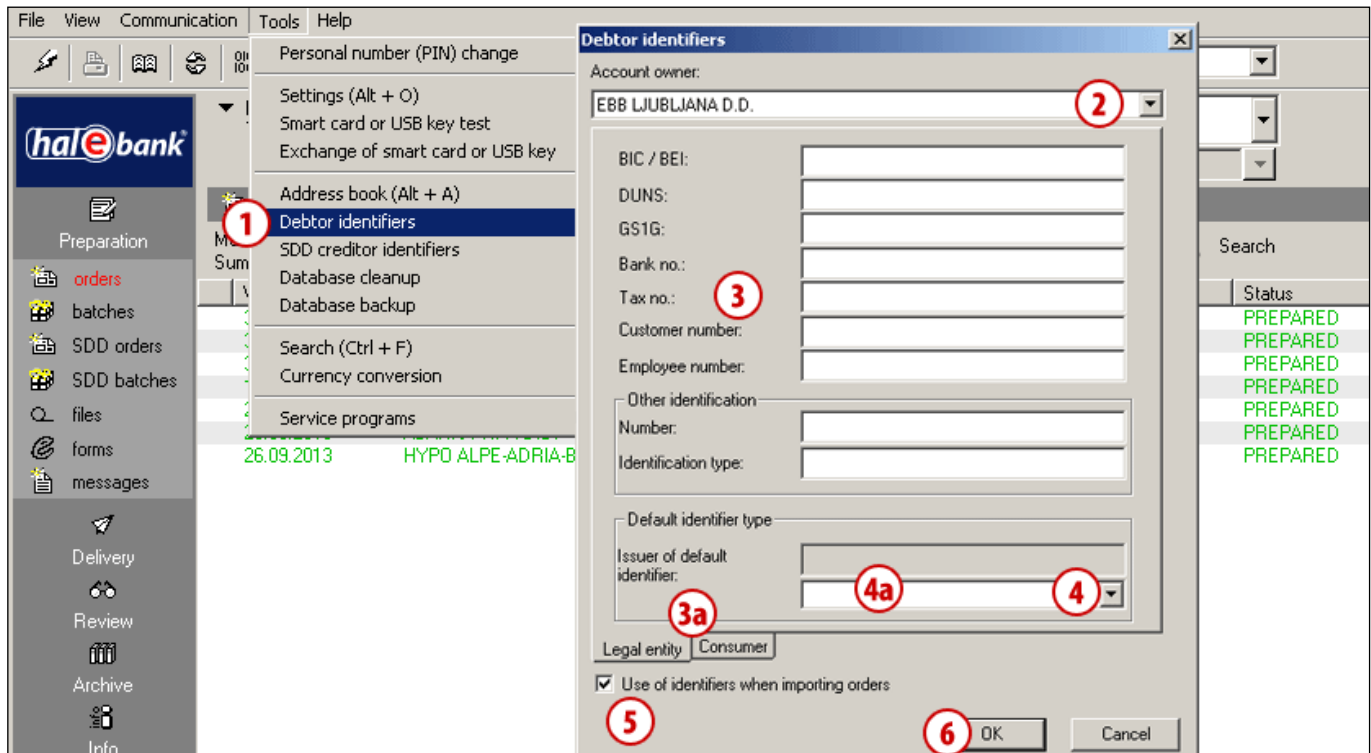 File View Communication Tools Help
Personal number (PIN) change
Settings (Alt + O)
Smart card or USB key test
Exchange of smart card or USB key
Address book (Alt + A)
1 Debtor identifiers
SDD creditor identifiers
Database cleanup
Database backup
Search (Ctrl + F)
Currency conversion
Service programs
hal e bank
Preparation
orders
batches
SDD orders
SDD batches
files
forms
messages
Delivery
Review
Archive
Info
26.09.2013 HYPO ALPE-ADRIA-B
Debtor identifiers
Account owner:
EBB LJUBLJANA D.D. 2
BIC / BEI:
DUNS:
GS1G:
Bank no.:
Tax no.: 3
Customer number:
Employee number:
Other identification
Number:
Identification type:
Default identifier type
Issuer of default
identifier:
4a 4
3a
Legal entity Consumer
Use of identifiers when importing orders
5
6 OK Cancel
Search
Status
PREPARED
PREPARED
PREPARED
PREPARED
PREPARED
PREPARED
PREPARED